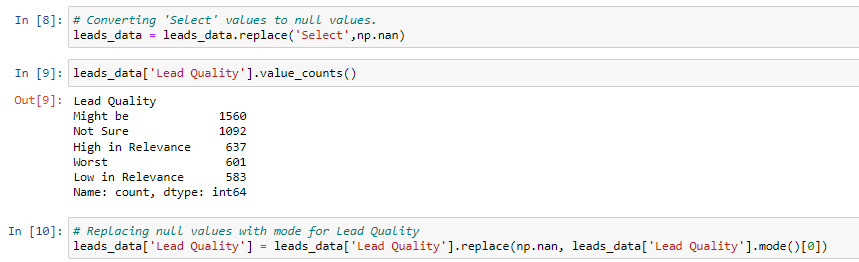 In [8]: # Converting 'Select' values to null values.
leads_data = leads_data.replace('Select',np.nan)
In [9]: leads_data['Lead Quality'].value_counts()
Out[9]: Lead Quality
Might be 1560
Not Sure 1092
High in Relevance 637
Worst 601
Low in Relevance 583
Name: count, dtype: int64
In [10]: # Replacing null values with mode for Lead Quality
leads_data['Lead Quality'] = leads_data['Lead Quality'].replace(np.nan, leads_data['Lead Quality'].mode()[0])